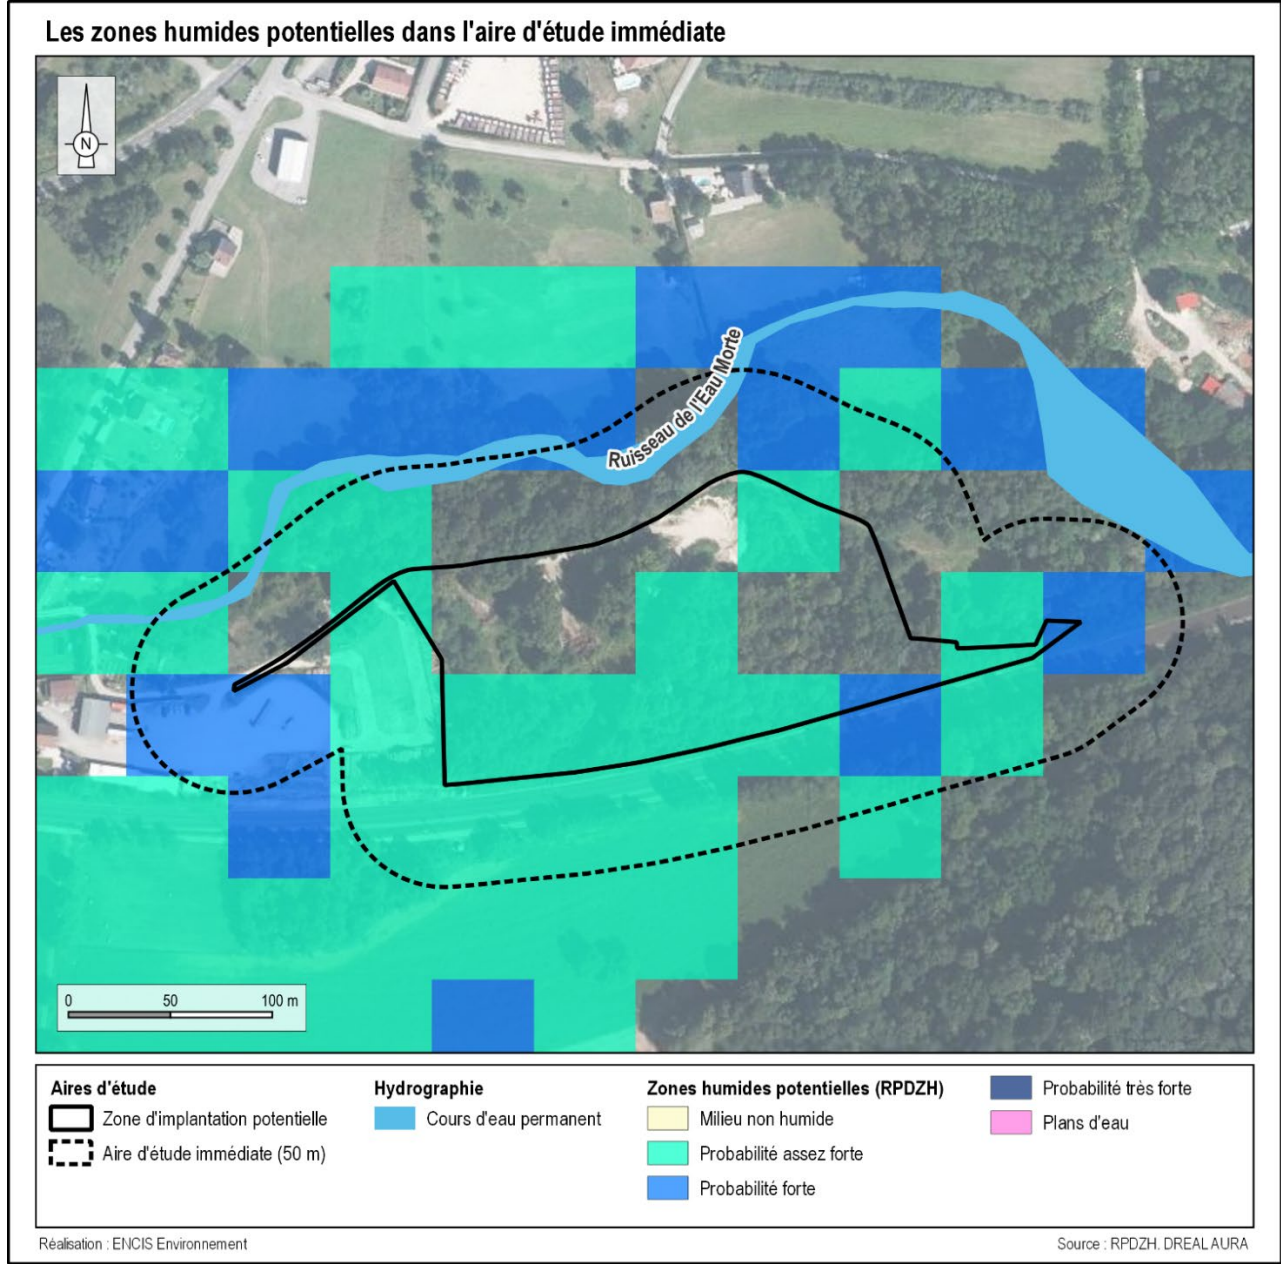 Les zones humides potentielles dans l'aire d'étude immédiate
N
Ruisseau de l'Eau Morte
0 50 100 m
Aires d'étude
Zone d'implantation potentielle
Aire d'étude immédiate (50 m)
Hydrographie
Cours d'eau permanent
Zones humides potentielles (RPDZH)
Milieu non humide
Probabilité assez forte
Probabilité forte
Probabilité très forte
Plans d'eau
Réalisation : ENCIS Environnement
Source : RPDZH. DREAL AURA